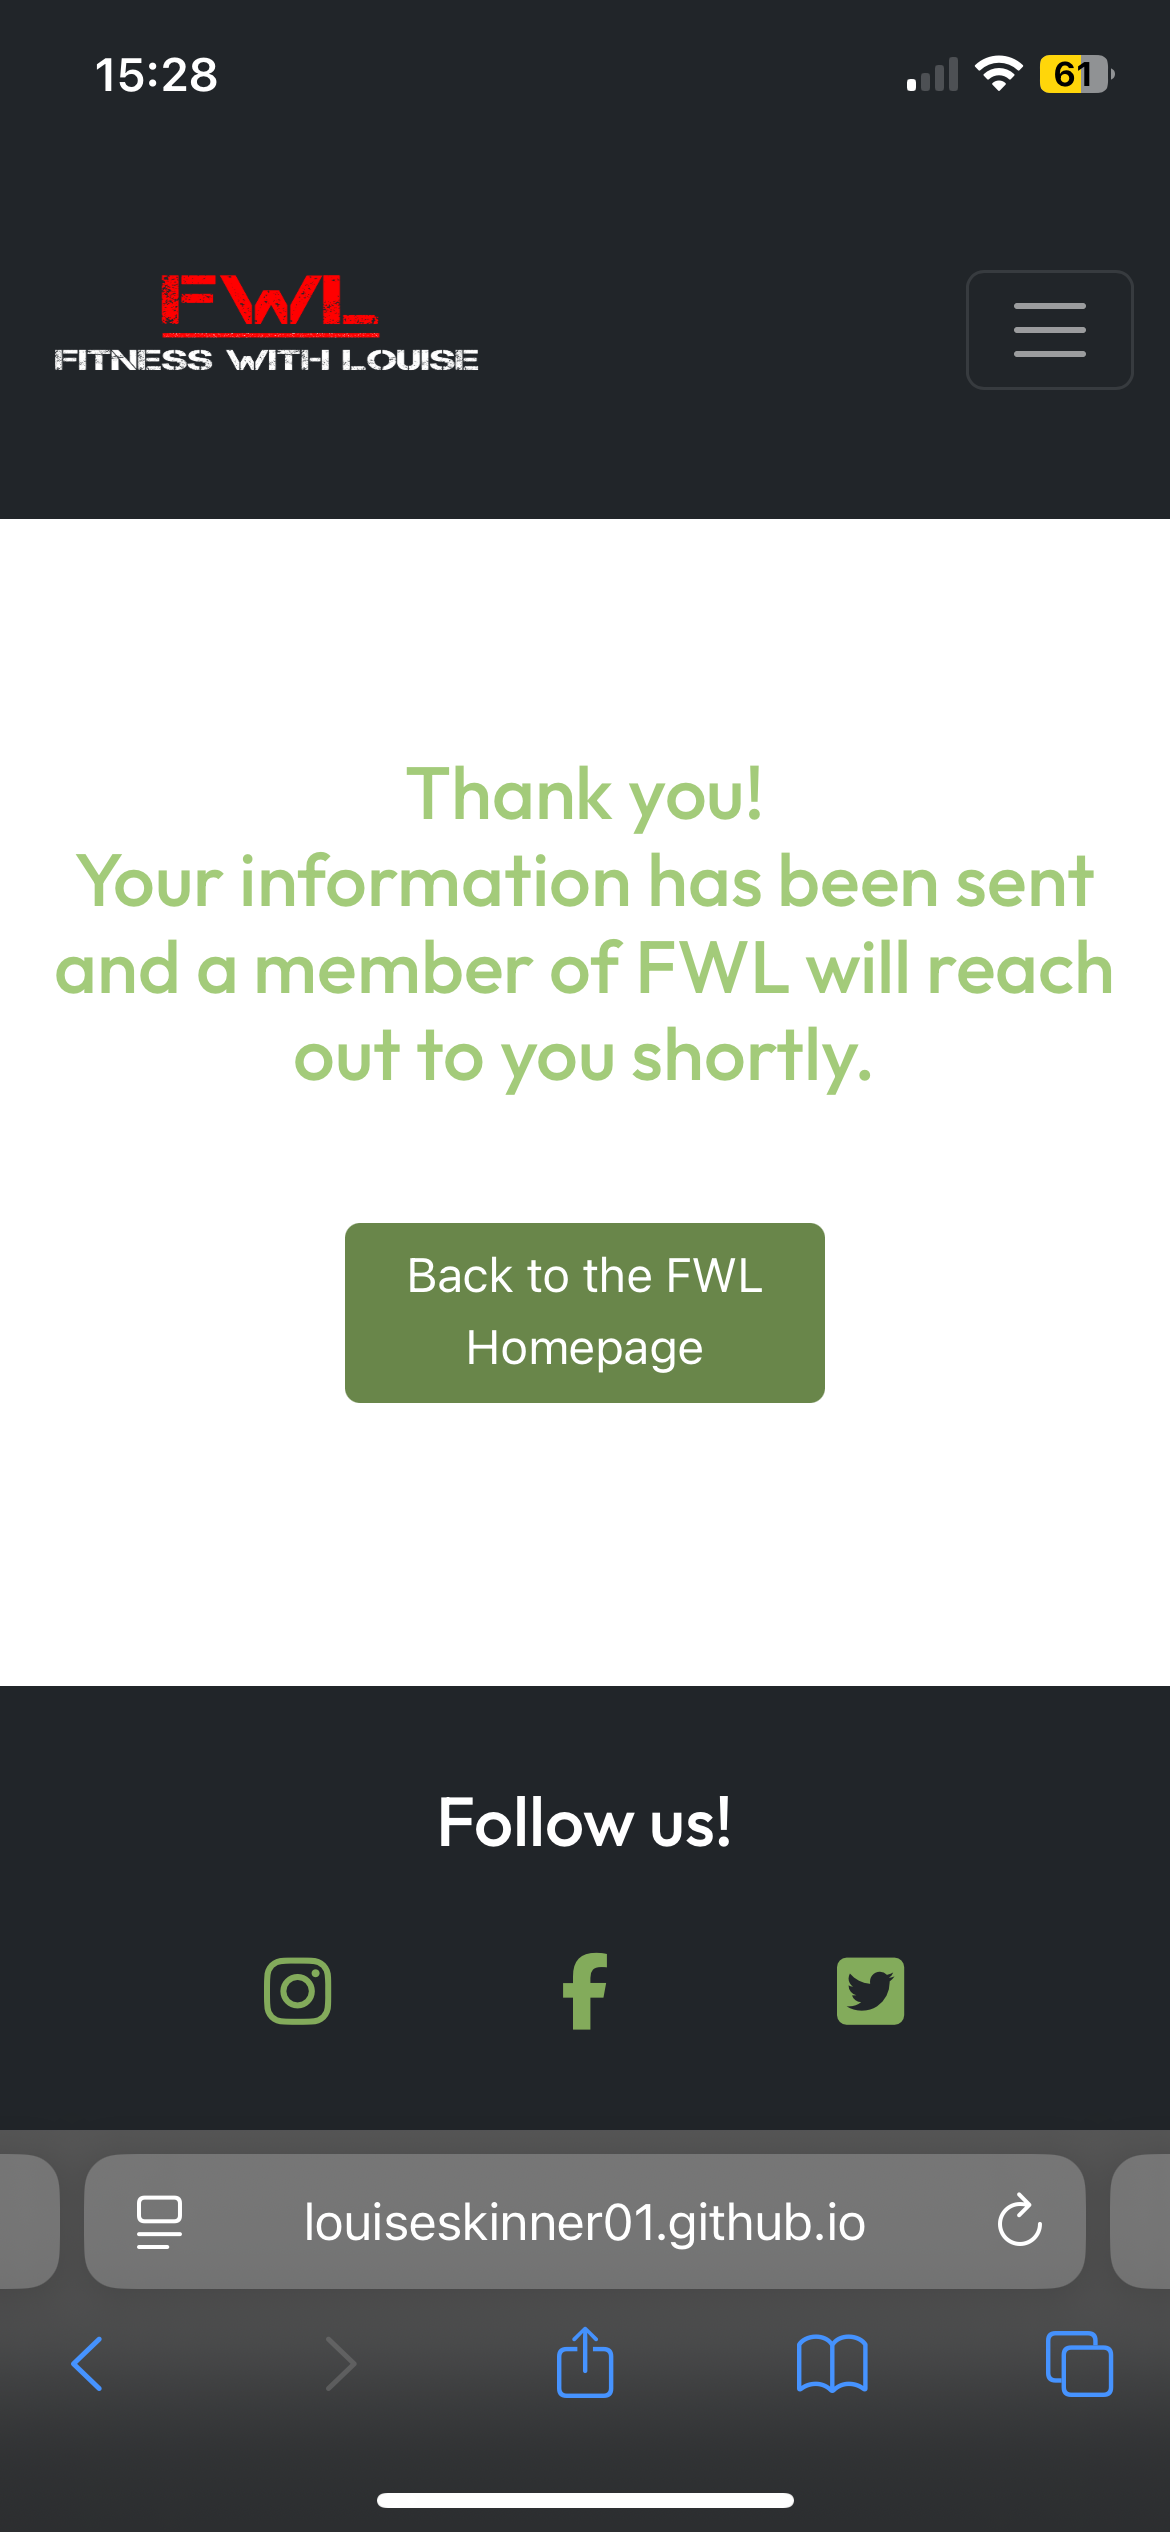 15:28
61
FWL
FITNESS WITH LOUISE
Thank you!
Your information has been sent
and a member of FWL will reach
out to you shortly.
Back to the FWL
Homepage
Follow us!
louiseskinner01.github.io